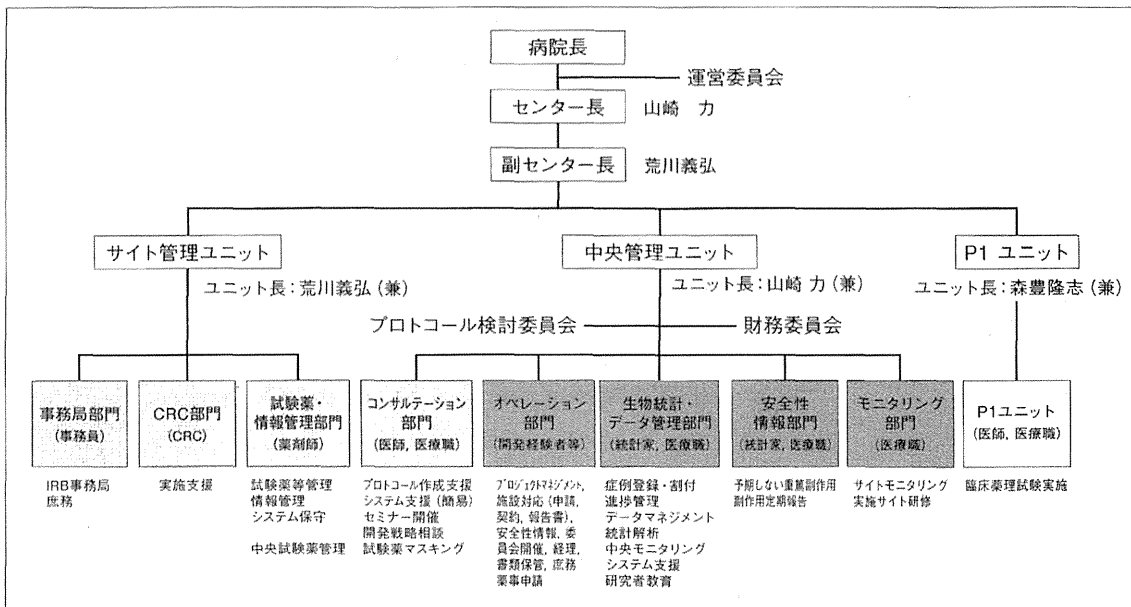 病院長
運営委員会
センター長 山崎 力
副センター長 荒川義弘
サイト管理ユニット 中央管理ユニット P1 ユニット
ユニット長：荒川義弘（兼） ユニット長：山崎 力（兼） ユニット長：森豊隆志（兼）
プロトコール検討委員会 財務委員会
事務局部門
（事務員）
IRB事務局
庶務
CRC部門
（CRC）
実施支援
試験薬・
情報管理部門
（薬剤師）
試験薬等管理
情報管理
システム保守
中央試験薬管理
コンサルテーション
部門
（医師，医療職）
プロトコール作成支援
システム支援（簡易）
セミナー開催
開発戦略相談
試験薬マスキング
オペレーション
部門
（開発経験者等）
プロジェクトマネジメント，
施設対応（申請，
契約，報告書），
安全性情報，委
員会開催，経理，
書類保管，庶務
薬事申請
生物統計・
データ管理部門
（統計家，医療職）
症例登録・割付
進捗管理
データマネジメント
統計解析
中央モニタリング
システム支援
研究者教育
安全性
情報部門
（統計家，医療職）
予期しない重篤副作用
副作用定期報告
モニタリング
部門
（医療職）
サイトモニタリング
実施サイト研修
P1ユニット
（医師，医療職）
臨床薬理試験実施